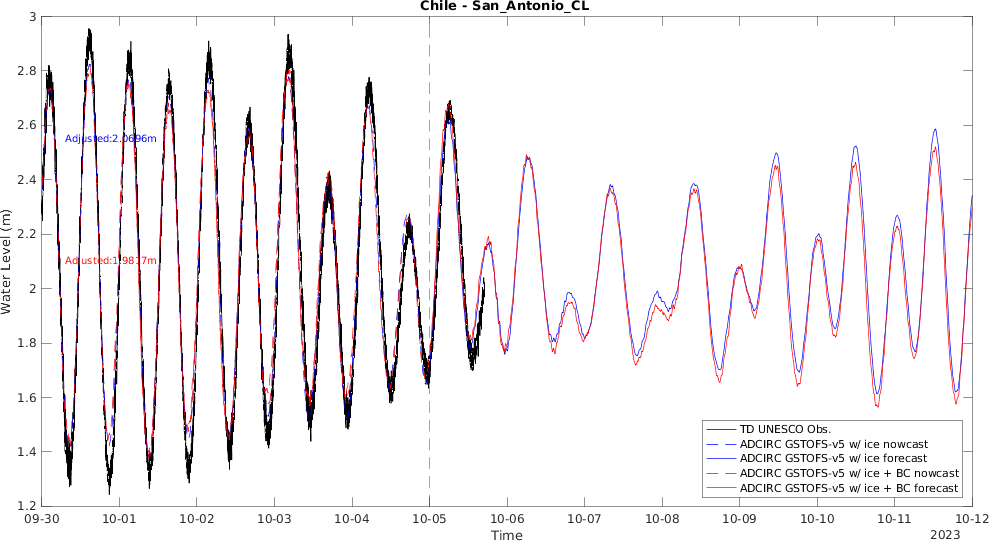 Chile - San_Antonio_CL
3
2.8
2.6
2.4
2.2
2
1.8
1.6
1.4
1.2
Water Level (m)
Adjusted:2.0696m
Adjusted:1.9817m
TD UNESCO Obs.
ADCIRC GSTOFS-v5 w/ ice nowcast
ADCIRC GSTOFS-v5 w/ ice forecast
ADCIRC GSTOFS-v5 w/ ice + BC nowcast
ADCIRC GSTOFS-v5 w/ ice + BC forecast
09-30 10-01 10-02 10-03 10-04 10-05 10-06 10-07 10-08 10-09 10-10 10-11 10-12
Time
2023